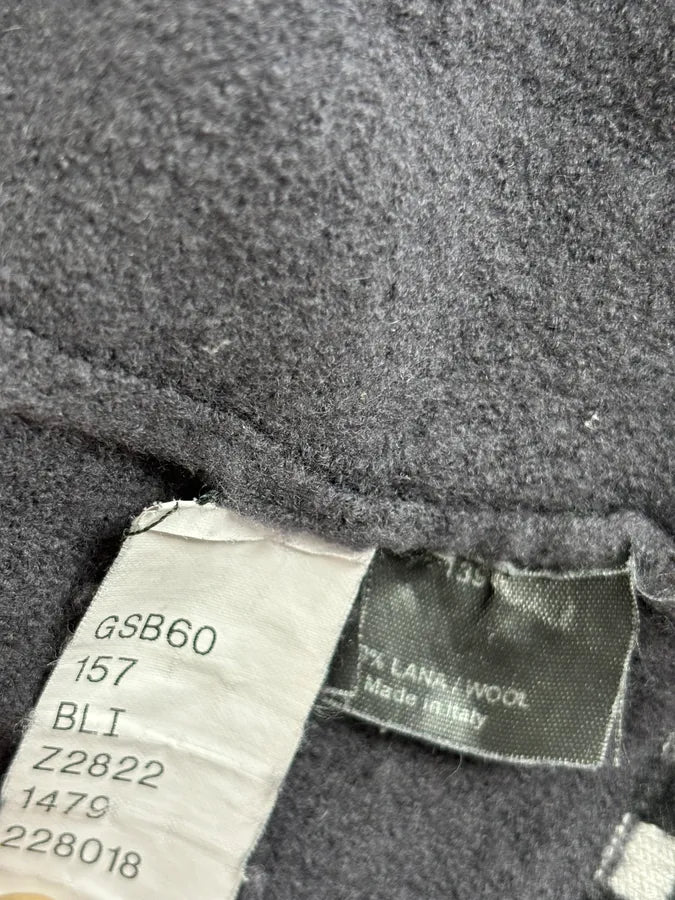 GSB60
157
BLI
Z2822
1479
228018
% LANA / WOOL
Made in Italy